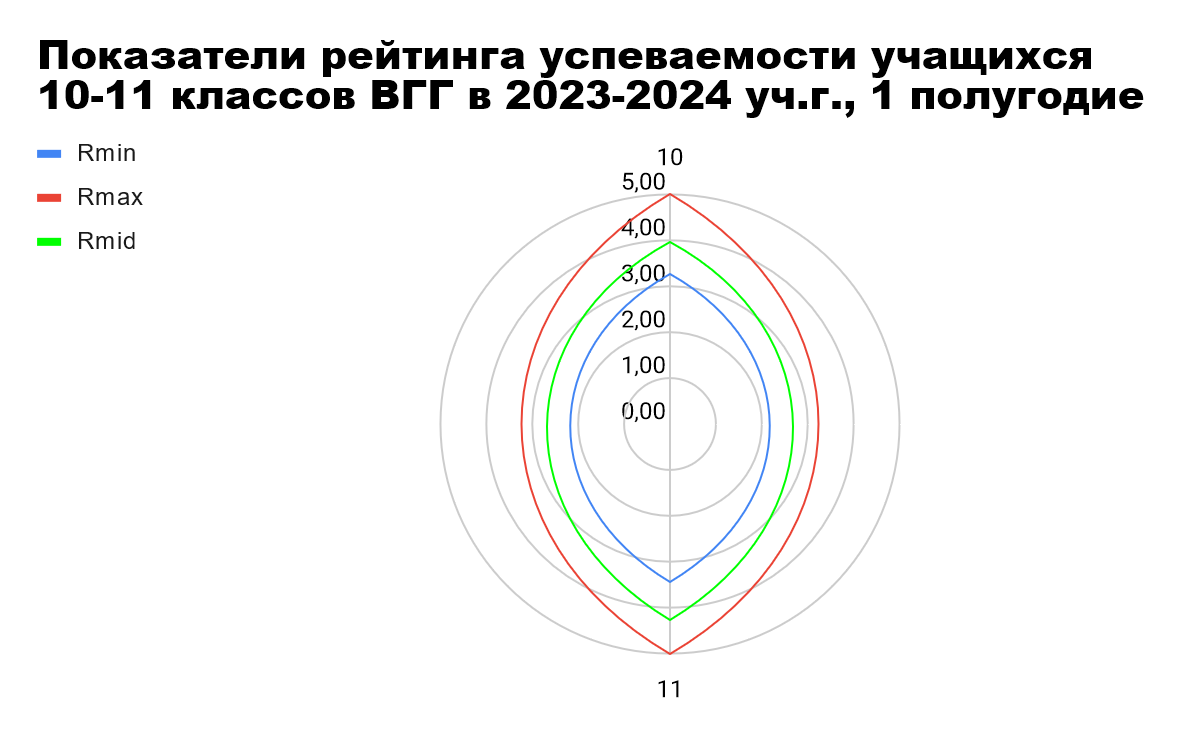 Показатели рейтинга успеваемости учащихся
10-11 классов ВГГ в 2023-2024 уч.г., 1 полугодие
Rmin
Rmax
Rmid
10
5,00
4,00
3,00
2,00
1,00
0,00
11